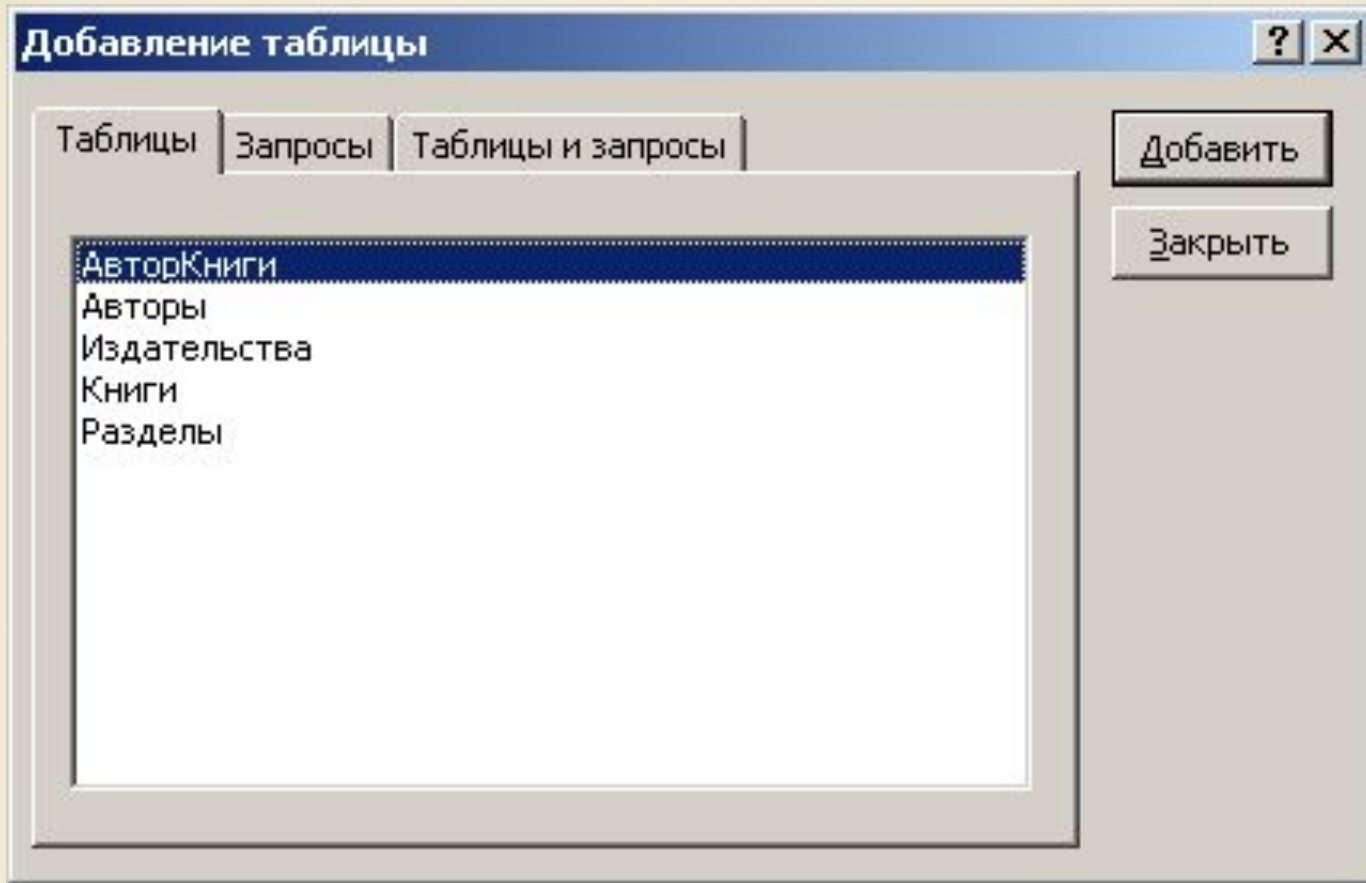 Добавление таблицы
Таблицы Запросы Таблицы и запросы
Добавить
Закрыть
АвторКниги
Авторы
Издательства
Книги
Разделы